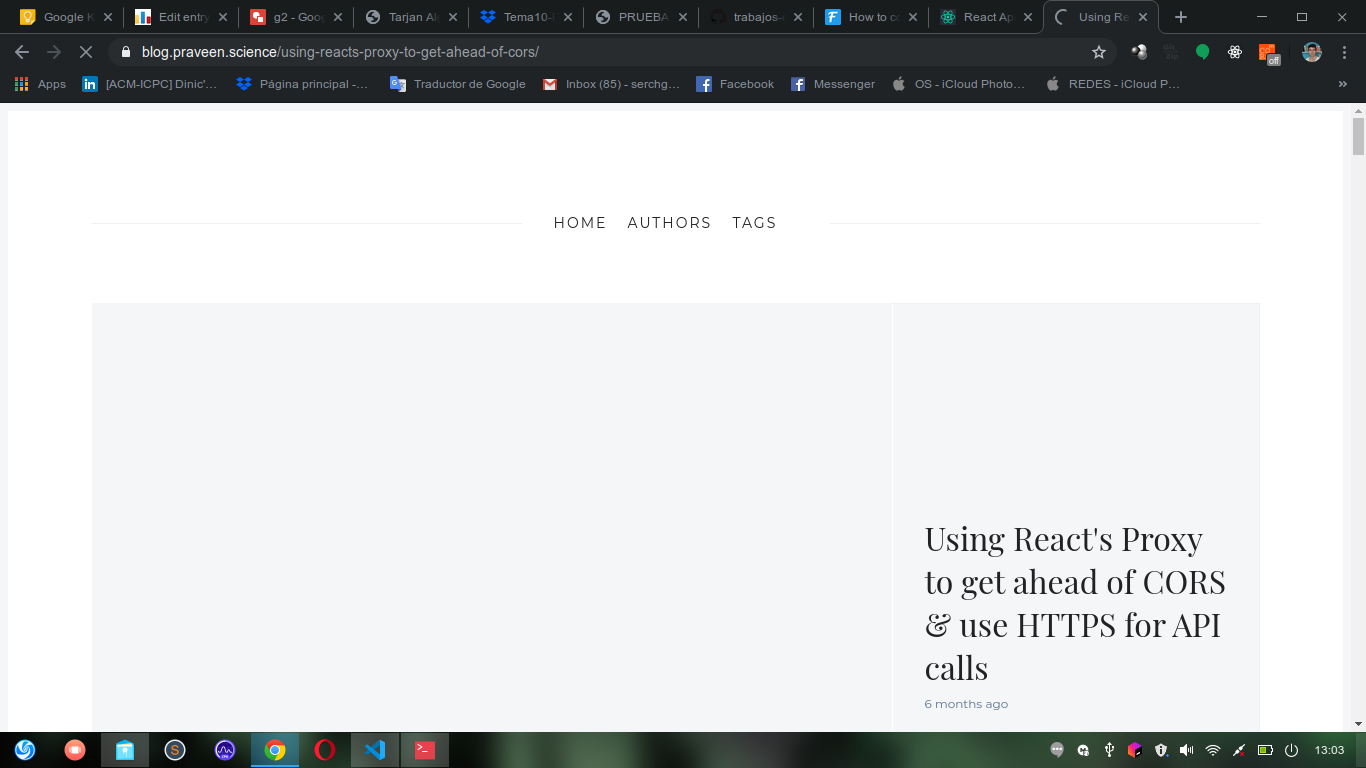 Google K
Edit entry
g2 - Goog
Tarjan Al
Tema10-
PRUEBA
trabajos-
How to co
React Ap
Using Re
blog.praveen.science/using-reacts-proxy-to-get-ahead-of-cors/
off
Apps
[ACM-ICPC] Dinic'...
Página principal -...
Traductor de Google
Inbox (85) - serchg...
Facebook
Messenger
OS - iCloud Photo...
REDES - iCloud P...
»
HOME AUTHORS TAGS
Using React's Proxy
to get ahead of CORS
& use HTTPS for API
calls
6 months ago
13:03